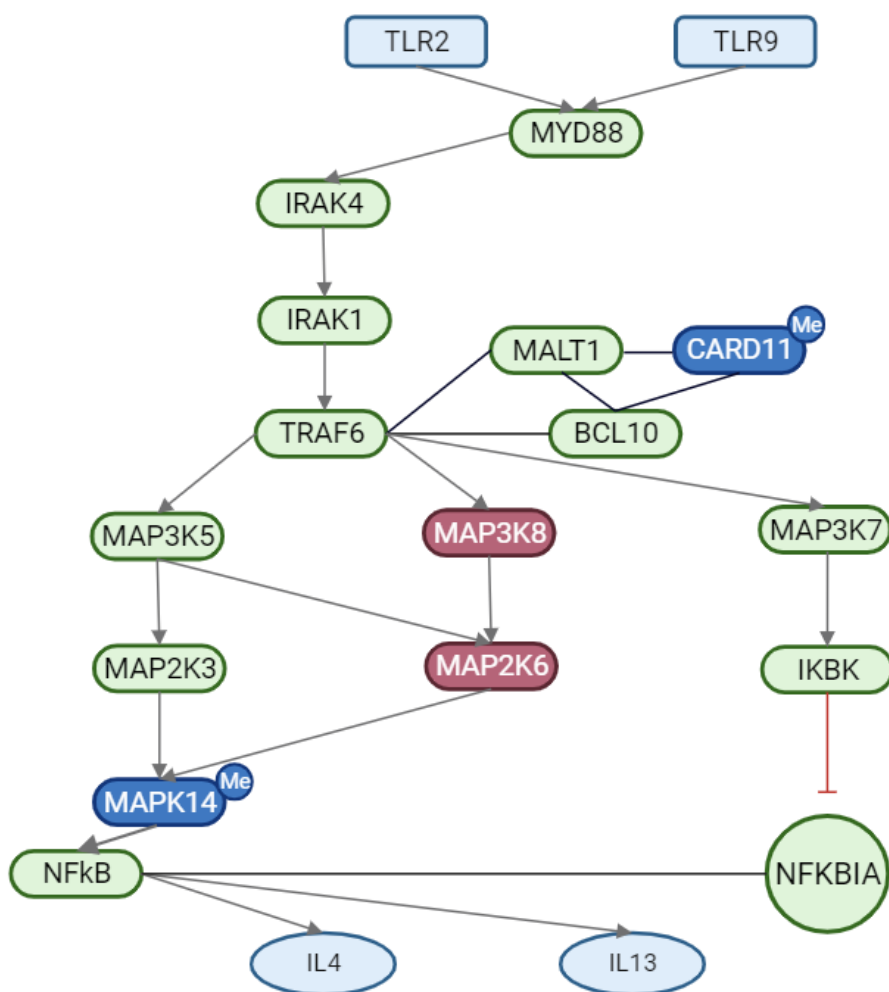 TLR2
TLR9
MYD88
IRAK4
IRAK1
Me
MALT1
CARD11
TRAF6
BCL10
MAP3K5
MAP3K8
MAP3K7
MAP2K3
MAP2K6
IKBK
Me
MAPK14
NFkB
NFKBIA
IL4
IL13